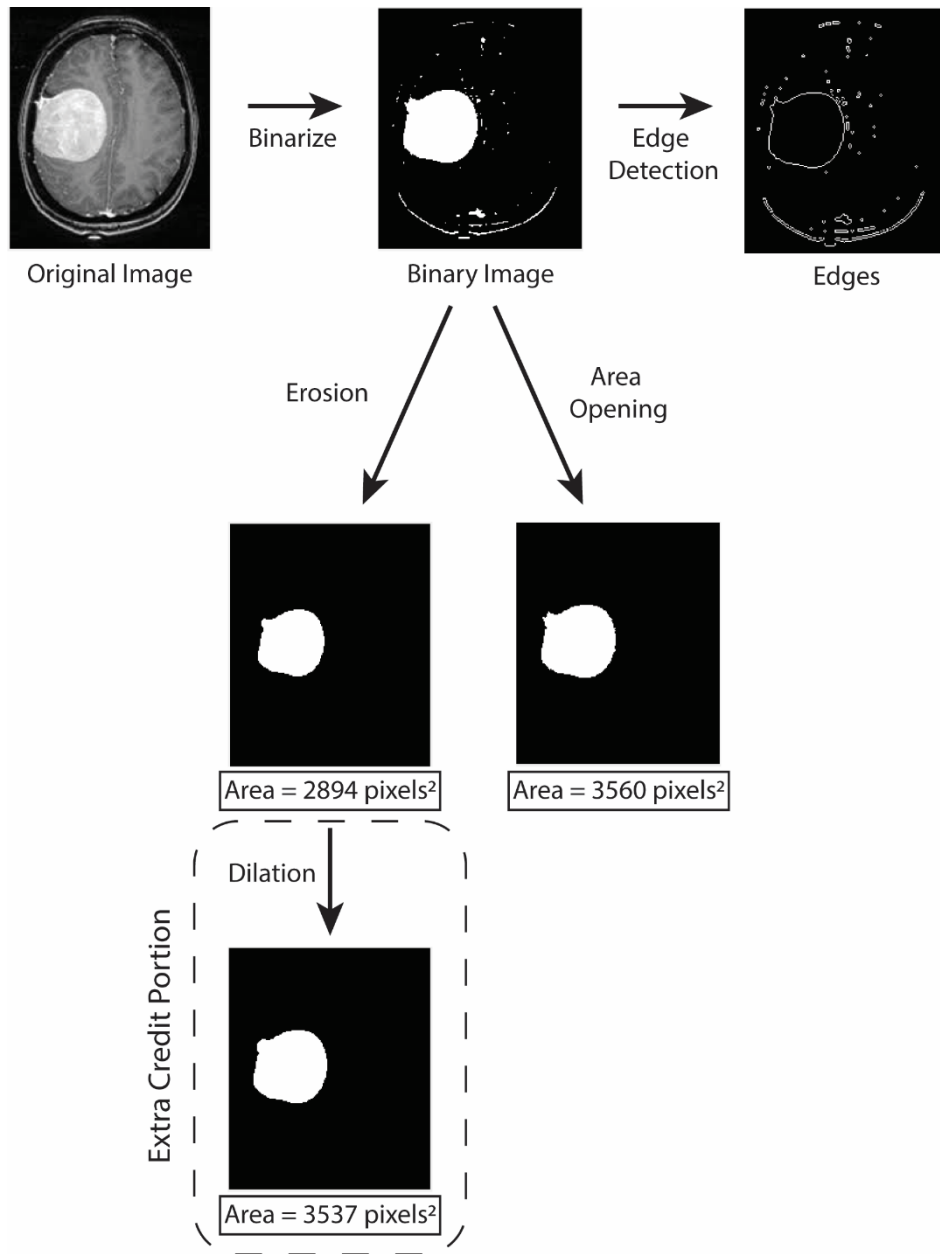 Binarize
Edge
Detection
Original Image
Binary Image
Edges
Erosion
Area
Opening
Area = 2894 pixels²
Area = 3560 pixels²
Dilation
Extra Credit Portion
Area = 3537 pixels²